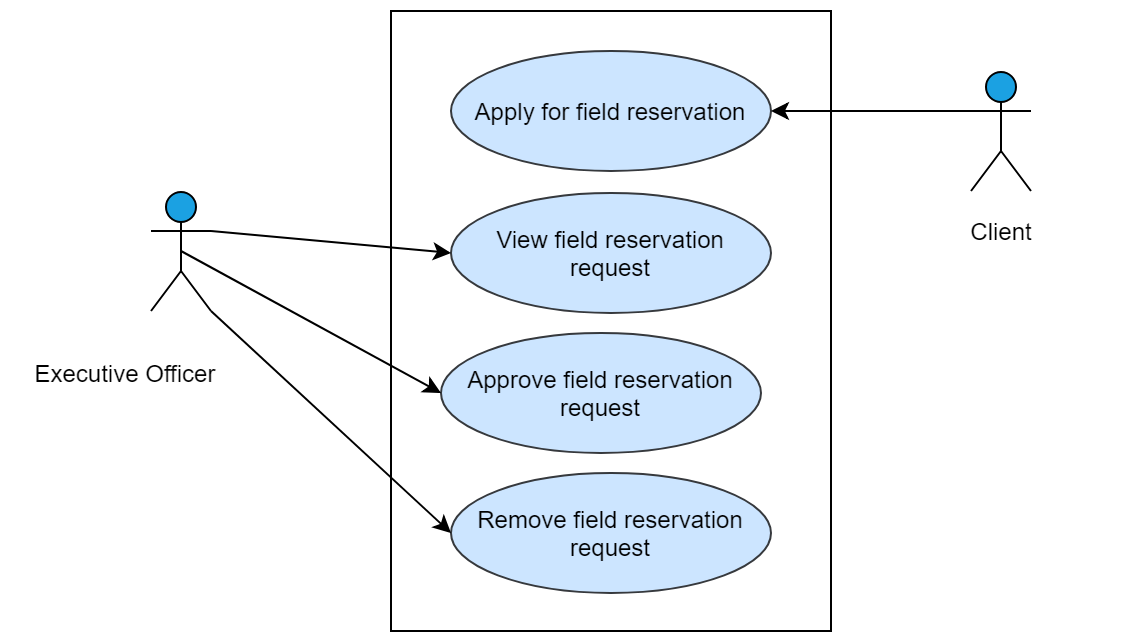 Apply for field reservation
Client
View field reservation
request
Executive Officer
Approve field reservation
request
Remove field reservation
request